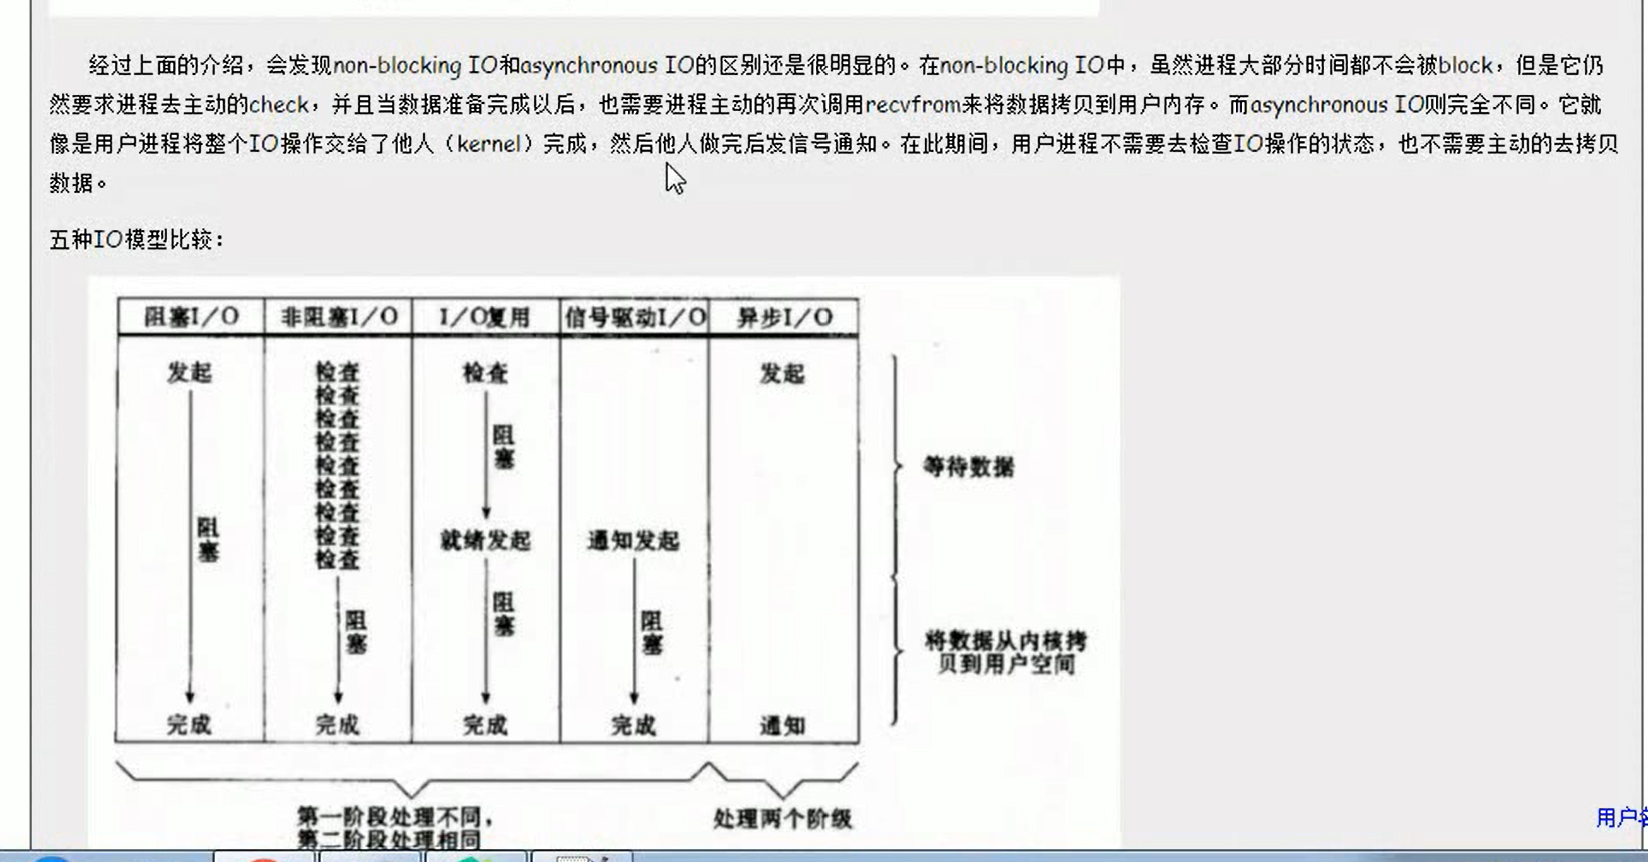 经过上面的介绍，会发现non-blocking IO和asynchronous IO的区别还是很明显的。在non-blocking IO中，虽然进程大部分时间都不会被block，但是它仍
然要求进程去主动的check，并且当数据准备完成以后，也需要进程主动的再次调用recvfrom来将数据拷贝到用户内存。而asynchronous IO则完全不同。它就
像是用户进程将整个IO操作交给了他人（kernel）完成，然后他人做完后发信号通知。在此期间，用户进程不需要去检查IO操作的状态，也不需要主动的去拷贝
数据。
五种IO模型比较：
阻塞I/O 非阻塞I/O I/O复用 信号驱动I/O 异步I/O
发起 检查 检查 发起
检查
检查
检查
检查
检查
检查
检查
检查
阻塞
等待数据
阻塞
就绪发起 通知发起
阻塞
阻塞
阻塞
将数据从内核拷
贝到用户空间
完成 完成 完成 完成 通知
第一阶段处理不同，
第二阶段处理相同
处理两个阶级
用户